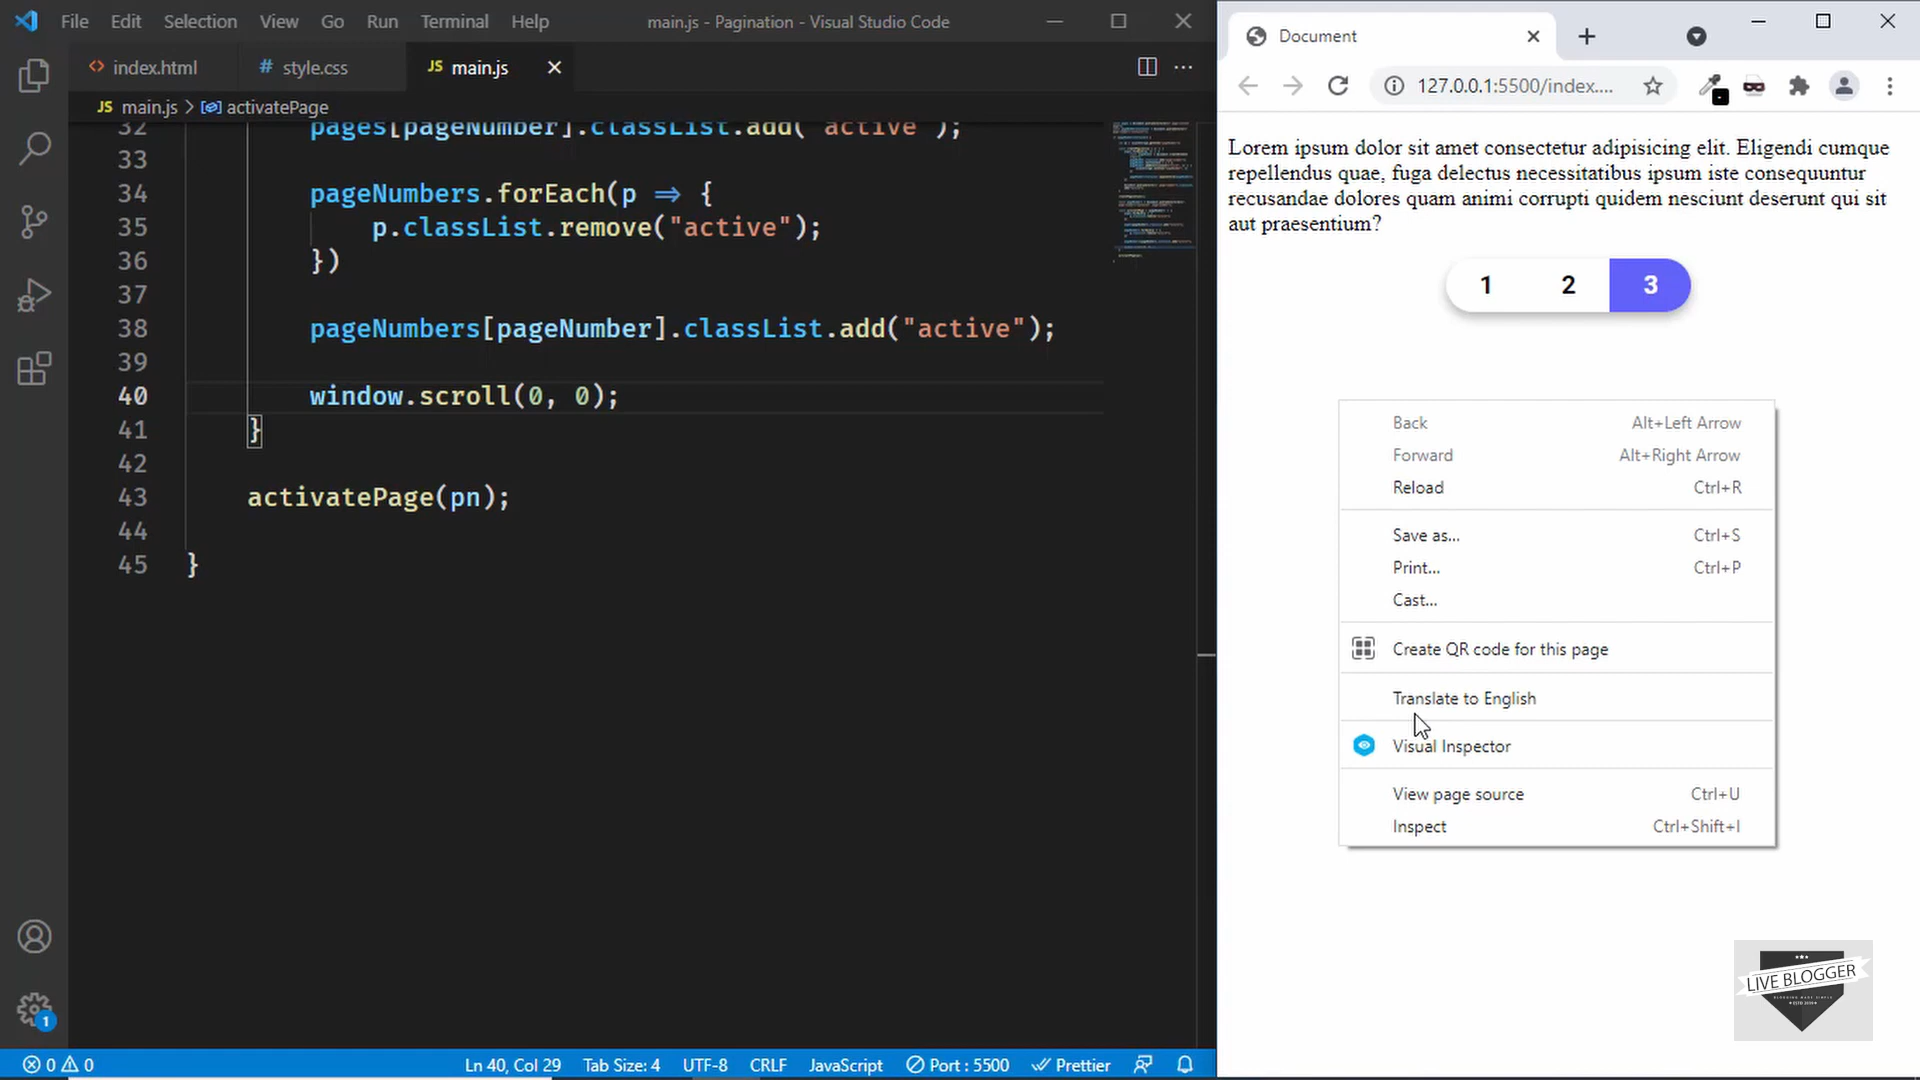 File Edit Selection View Go Run Terminal Help
main.js - Pagination - Visual Studio Code
index.html
style.css
JS main.js
JS main.js > activatePage
32 pages[pageNumber].classList.add("active");
33
34 pageNumbers.forEach(p => {
35 p.classList.remove("active");
36 })
37
38 pageNumbers[pageNumber].classList.add("active");
39
40 window.scroll(0, 0);
41 }
42
43 activatePage(pn);
44
45 }
1
0 0
Ln 40, Col 29
Tab Size: 4
UTF-8
CRLF
JavaScript
Port : 5500
Prettier
Document
127.0.0.1:5500/index....
Lorem ipsum dolor sit amet consectetur adipisicing elit. Eligendi cumque
repellendus quae, fuga delectus necessitatibus ipsum iste consequuntur
recusandae dolores quam animi corrupti quidem nesciunt deserunt qui sit
aut praesentium?
1 2 3
Back Alt+Left Arrow
Forward Alt+Right Arrow
Reload Ctrl+R
Save as... Ctrl+S
Print... Ctrl+P
Cast...
Create QR code for this page
Translate to English
Visual Inspector
View page source Ctrl+U
Inspect Ctrl+Shift+I
LIVE BLOGGER